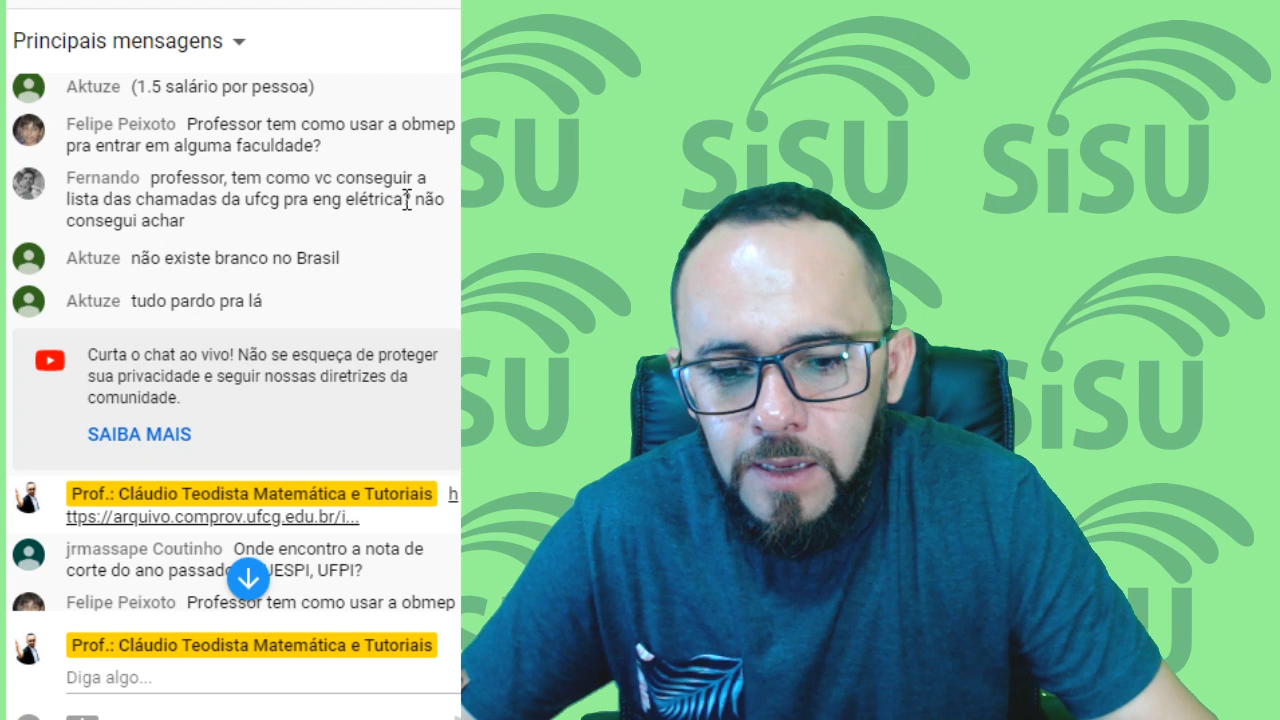 Principais mensagens
Aktuze (1.5 salário por pessoa)
Felipe Peixoto Professor tem como usar a obmep
pra entrar em alguma faculdade?
Fernando professor, tem como vc conseguir a
lista das chamadas da ufcg pra eng elétrica? não
consegui achar
Aktuze não existe branco no Brasil
Aktuze tudo pardo pra lá
Curta o chat ao vivo! Não se esqueça de proteger
sua privacidade e seguir nossas diretrizes da
comunidade.
SAIBA MAIS
Prof.: Cláudio Teodista Matemática e Tutoriais h
ttps://arquivo.comprov.ufcg.edu.br/i...
jrmassape Coutinho Onde encontro a nota de
corte do ano passado UESPI, UFPI?
Felipe Peixoto Professor tem como usar a obmep
Prof.: Cláudio Teodista Matemática e Tutoriais
Diga algo...
SiSU
SiSU
SiSU
SiSU
SiSU